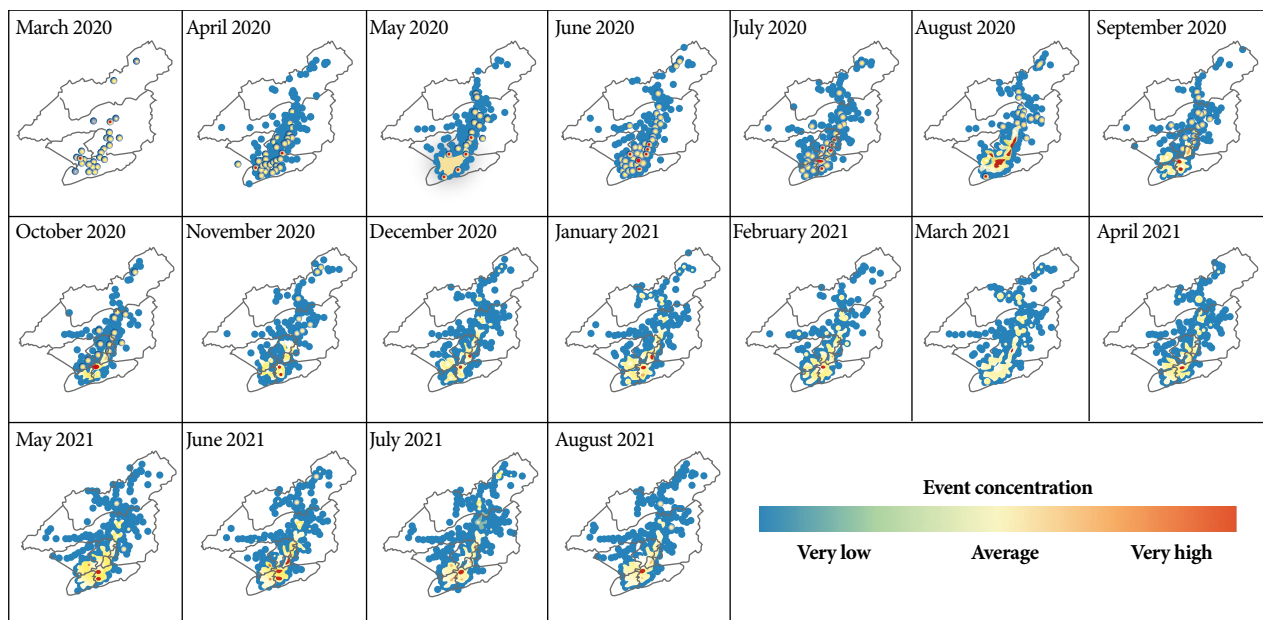 March 2020
April 2020
May 2020
June 2020
July 2020
August 2020
September 2020
October 2020
November 2020
December 2020
January 2021
February 2021
March 2021
April 2021
May 2021
June 2021
July 2021
August 2021
Event concentration
Very low
Average
Very high